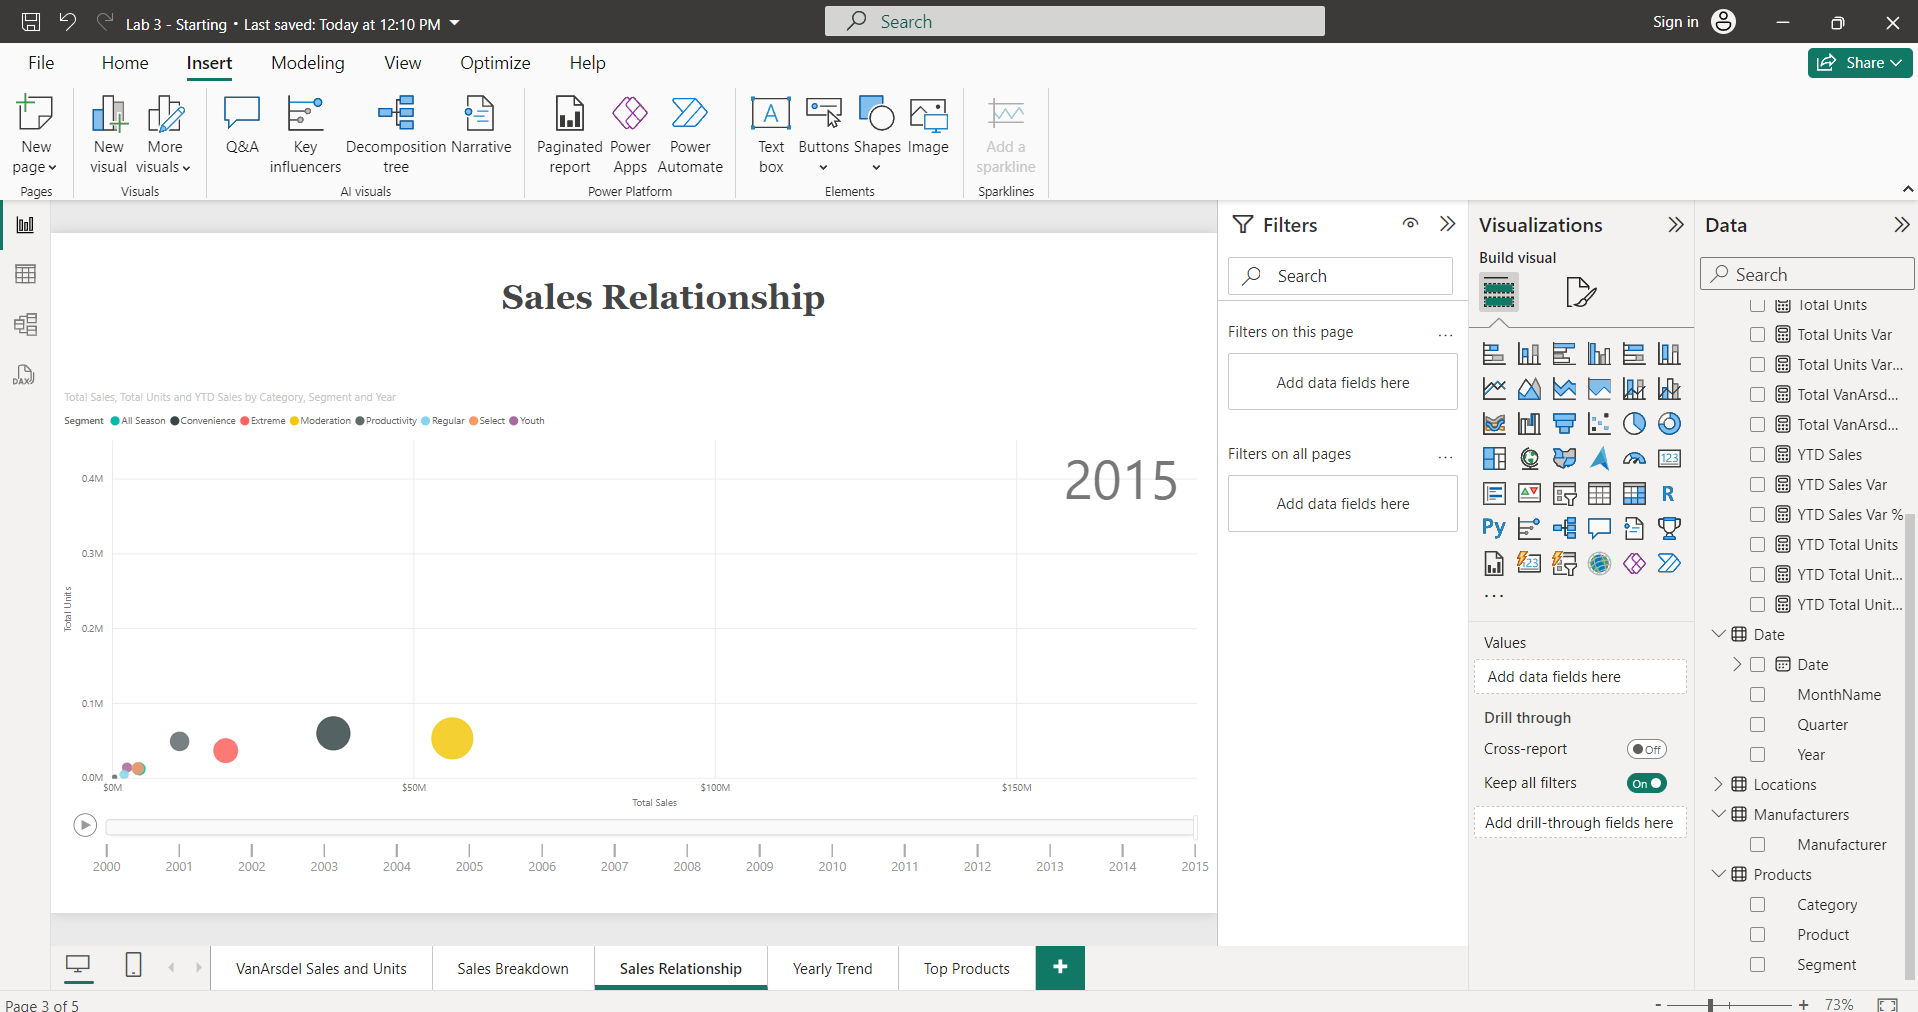 Lab 3 - Starting • Last saved: Today at 12:10 PM
Search
Sign in
File Home Insert Modeling View Optimize Help
Share
New page
Pages
New visual
More visuals
Visuals
Q&A
Key influencers
Decomposition tree
Narrative
AI visuals
Paginated report
Power Apps
Power Automate
Power Platform
Text box
Buttons
Shapes
Image
Elements
Add a sparkline
Sparklines
DAX
Sales Relationship
Total Sales, Total Units and YTD Sales by Category, Segment and Year
Segment All Season Convenience Extreme Moderation Productivity Regular Select Youth
2015
0.4M
0.3M
0.2M
0.1M
0.0M
Total Units
$0M $50M $100M $150M
Total Sales
2000 2001 2002 2003 2004 2005 2006 2007 2008 2009 2010 2011 2012 2013 2014 2015
Filters
Search
Filters on this page
...
Add data fields here
Filters on all pages
...
Add data fields here
Visualizations
Build visual
123
R
Py
123
...
Values
Add data fields here
Drill through
Cross-report
Off
Keep all filters
On
Add drill-through fields here
Data
Search
Total Units
Total Units Var
Total Units Var...
Total VanArsd...
Total VanArsd...
YTD Sales
YTD Sales Var
YTD Sales Var %
YTD Total Units
YTD Total Unit...
YTD Total Unit...
Date
Date
MonthName
Quarter
Year
Locations
Manufacturers
Manufacturer
Products
Category
Product
Segment
VanArsdel Sales and Units
Sales Breakdown
Sales Relationship
Yearly Trend
Top Products
+
Page 3 of 5
- + 73%